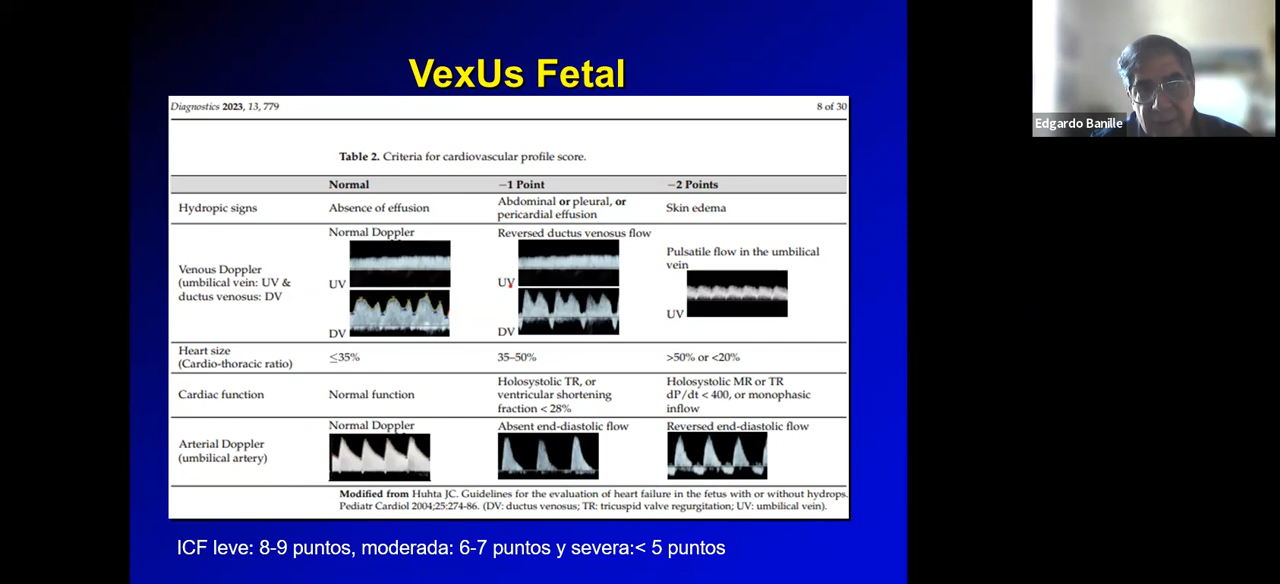 VexUs Fetal
Diagnostics 2023, 13, 779
8 of 30
Table 2. Criteria for cardiovascular profile score.
Normal
−1 Point
−2 Points
Hydropic signs
Absence of effusion
Abdominal or pleural, or
pericardial effusion
Skin edema
Venous Doppler
(umbilical vein: UV &
ductus venosus: DV
Normal Doppler
UV
DV
Reversed ductus venosus flow
UV
DV
Pulsatile flow in the umbilical
vein
UV
Heart size
(Cardio-thoracic ratio)
≤35%
35–50%
>50% or <20%
Cardiac function
Normal function
Holosystolic TR, or
ventricular shortening
fraction < 28%
Holosystolic MR or TR
dP/dt < 400, or monophasic
inflow
Arterial Doppler
(umbilical artery)
Normal Doppler
Absent end-diastolic flow
Reversed end-diastolic flow
Modified from Huhta JC. Guidelines for the evaluation of heart failure in the fetus with or without hydrops.
Pediatr Cardiol 2004;25:274-86. (DV: ductus venosus; TR: tricuspid valve regurgitation; UV: umbilical vein).
ICF leve: 8-9 puntos, moderada: 6-7 puntos y severa:< 5 puntos
Edgardo Banille